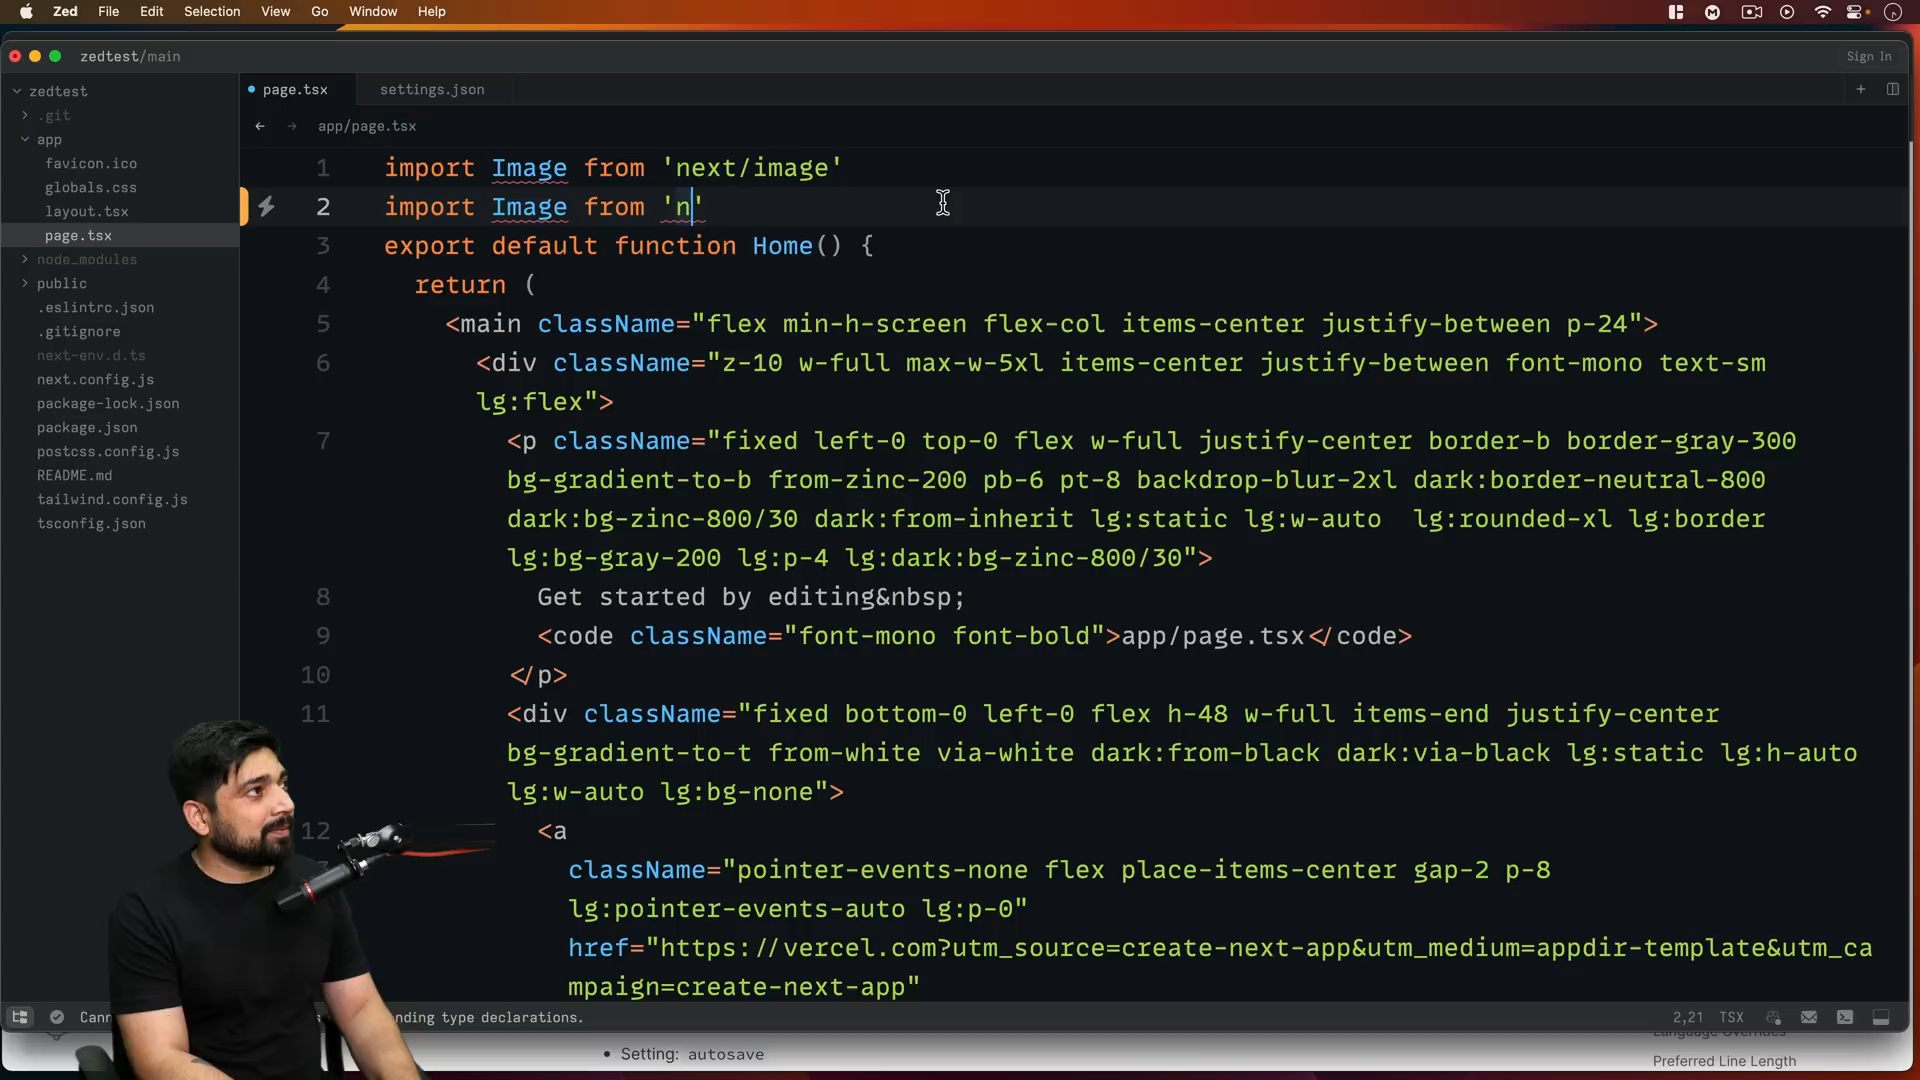 Zed File Edit Selection View Go Window Help
zedtest/main
Sign In
zedtest
.git
app
favicon.ico
globals.css
layout.tsx
page.tsx
node_modules
public
.eslintrc.json
.gitignore
next-env.d.ts
next.config.js
package-lock.json
package.json
postcss.config.js
README.md
tailwind.config.js
tsconfig.json
page.tsx settings.json
app/page.tsx
1 import Image from 'next/image'
2 import Image from 'n'
3 export default function Home() {
4 return (
5 <main className="flex min-h-screen flex-col items-center justify-between p-24">
6 <div className="z-10 w-full max-w-5xl items-center justify-between font-mono text-sm
lg:flex">
7 <p className="fixed left-0 top-0 flex w-full justify-center border-b border-gray-300
bg-gradient-to-b from-zinc-200 pb-6 pt-8 backdrop-blur-2xl dark:border-neutral-800
dark:bg-zinc-800/30 dark:from-inherit lg:static lg:w-auto  lg:rounded-xl lg:border
lg:bg-gray-200 lg:p-4 lg:dark:bg-zinc-800/30">
8 Get started by editing&nbsp;
9 <code className="font-mono font-bold">app/page.tsx</code>
10 </p>
11 <div className="fixed bottom-0 left-0 flex h-48 w-full items-end justify-center
bg-gradient-to-t from-white via-white dark:from-black dark:via-black lg:static lg:h-auto
lg:w-auto lg:bg-none">
12 <a
className="pointer-events-none flex place-items-center gap-2 p-8
lg:pointer-events-auto lg:p-0"
href="https://vercel.com?utm_source=create-next-app&utm_medium=appdir-template&utm_ca
mpaign=create-next-app"
nding type declarations.
2,21 TSX
Setting: autosave
Preferred Line Length